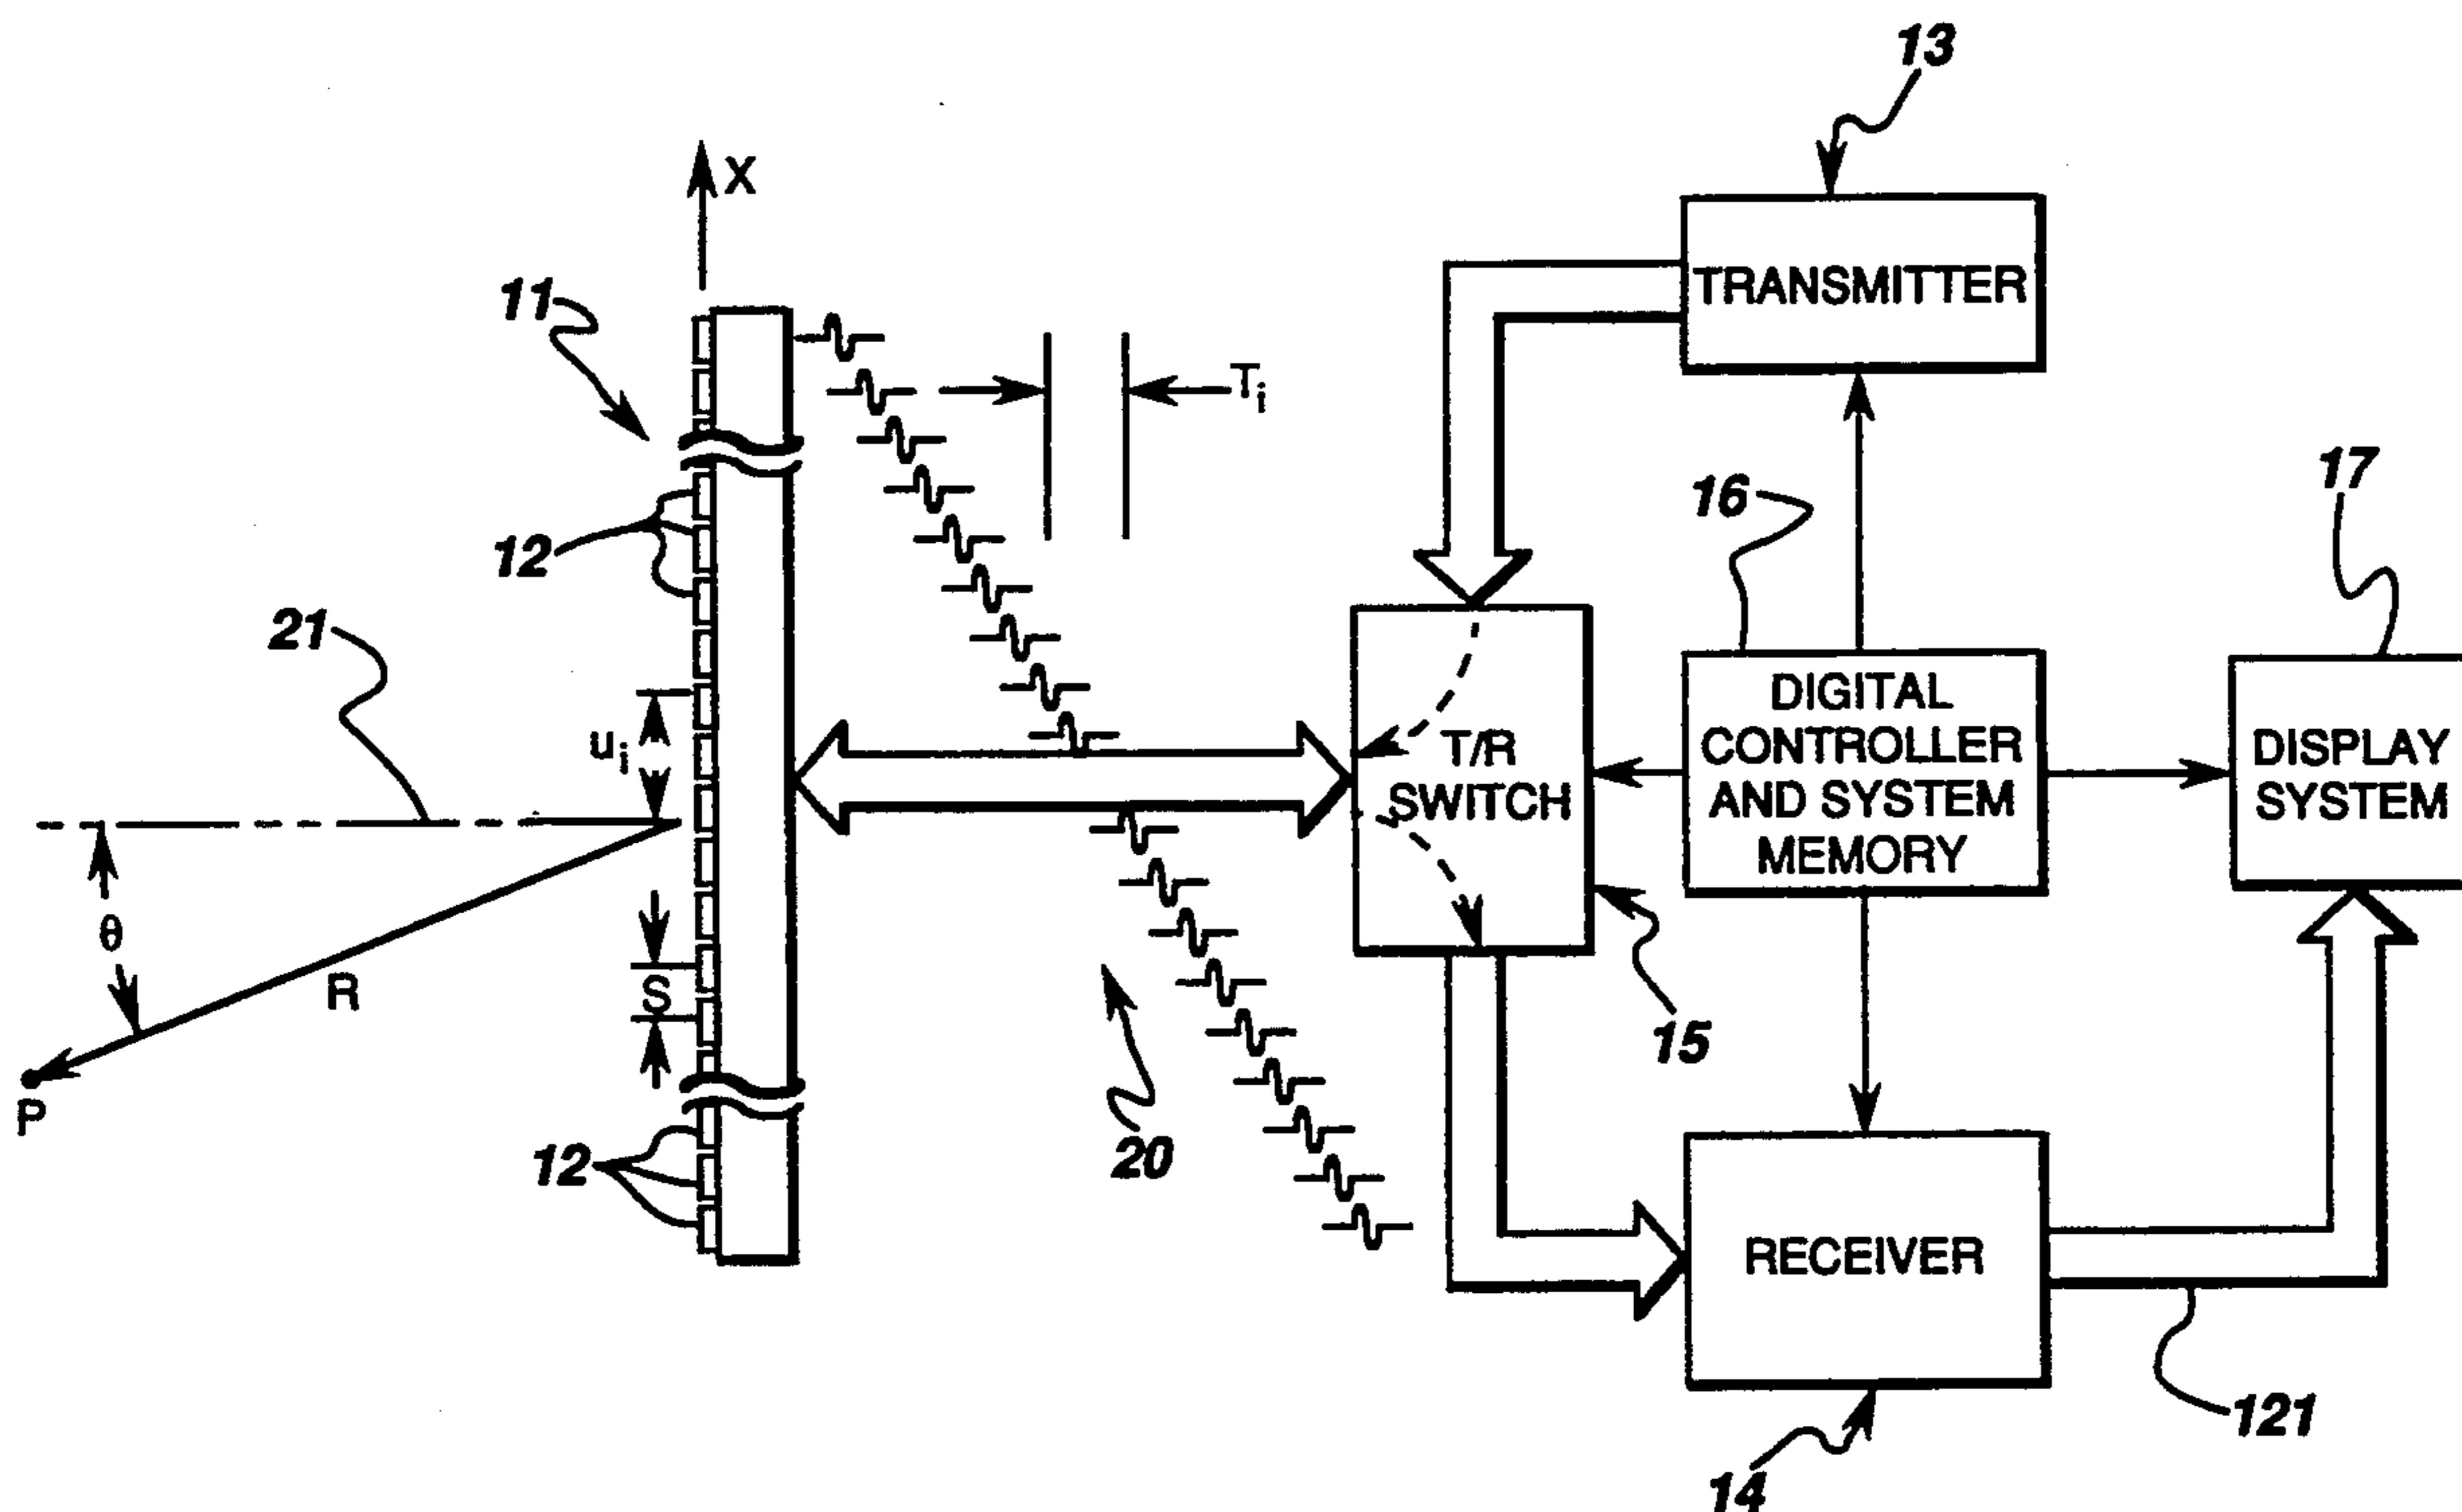 13
X
11
TRANSMITTER
Ti
17
16
12
21
DIGITAL
CONTROLLER
AND SYSTEM
MEMORY
ui
T/R
SWITCH
DISPLAY
SYSTEM
θ
R
S
15
P
20
12
RECEIVER
121
14